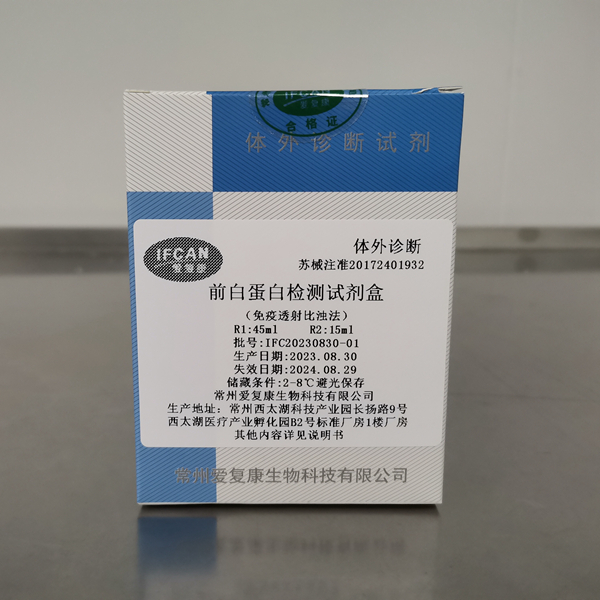 IFCAN
合格证
体外诊断试剂
IFCAN
爱复康
体外诊断
苏械注准20172401932
前白蛋白检测试剂盒
（免疫透射比浊法）
R1:45ml R2:15ml
批号:IFC20230830-01
生产日期:2023.08.30
失效日期:2024.08.29
储藏条件:2-8℃避光保存
常州爱复康生物科技有限公司
生产地址: 常州西太湖科技产业园长扬路9号
西太湖医疗产业孵化园B2号标准厂房1楼厂房
其他内容详见说明书
常州爱复康生物科技有限公司